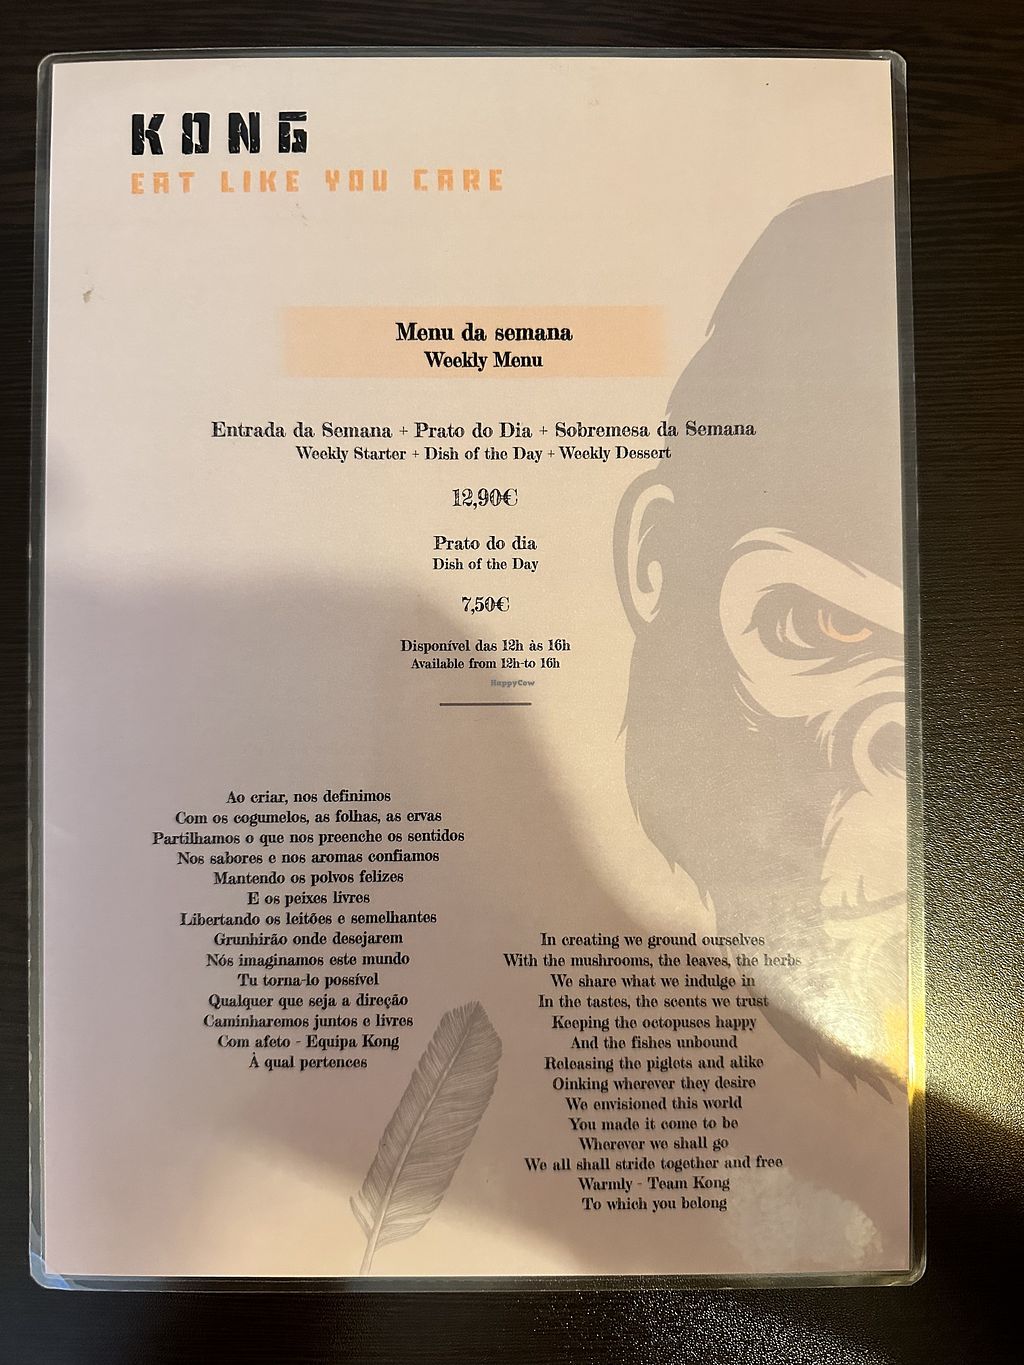 KONG
EAT LIKE YOU CARE
Menu da semana
Weekly Menu
Entrada da Semana + Prato do Dia + Sobremesa da Semana
Weekly Starter + Dish of the Day + Weekly Dessert
12,90€
Prato do dia
Dish of the Day
7,50€
Disponível das 12h às 16h
Available from 12h-to 16h
HappyCow
Ao criar, nos definimos
Com os cogumelos, as folhas, as ervas
Partilhamos o que nos preenche os sentidos
Nos sabores e nos aromas confiamos
Mantendo os polvos felizes
E os peixes livres
Libertando os leitões e semelhantes
Grunhirão onde desejarem
Nós imaginamos este mundo
Tu torna-lo possível
Qualquer que seja a direção
Caminharemos juntos e livres
Com afeto - Equipa Kong
À qual pertences
In creating we ground ourselves
With the mushrooms, the leaves, the herbs
We share what we indulge in
In the tastes, the scents we trust
Keeping the octopuses happy
And the fishes unbound
Releasing the piglets and alike
Oinking wherever they desire
We envisioned this world
You made it come to be
Wherever we shall go
We all shall stride together and free
Warmly - Team Kong
To which you belong